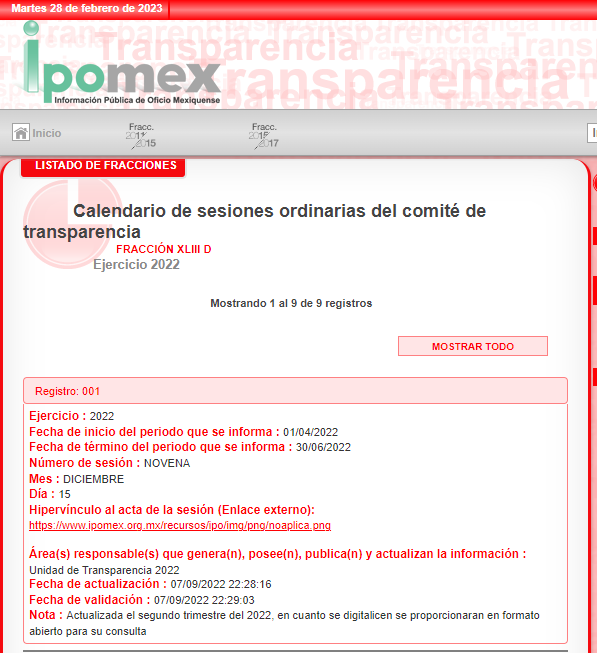 Martes 28 de febrero de 2023
Transparencia
Transparencia
Transparencia
ipomex
Información Pública de Oficio Mexiquense
Inicio
Fracc.
2015
Fracc.
2017
LISTADO DE FRACCIONES
Calendario de sesiones ordinarias del comité de
transparencia
FRACCIÓN XLIII D
Ejercicio 2022
Mostrando 1 al 9 de 9 registros
MOSTRAR TODO
Registro: 001
Ejercicio : 2022
Fecha de inicio del periodo que se informa : 01/04/2022
Fecha de término del periodo que se informa : 30/06/2022
Número de sesión : NOVENA
Mes : DICIEMBRE
Día : 15
Hipervínculo al acta de la sesión (Enlace externo):
https://www.ipomex.org.mx/recursos/ipo/img/png/noaplica.png
Área(s) responsable(s) que genera(n), posee(n), publica(n) y actualizan la información :
Unidad de Transparencia 2022
Fecha de actualización : 07/09/2022 22:28:16
Fecha de validación : 07/09/2022 22:29:03
Nota : Actualizada el segundo trimestre del 2022, en cuanto se digitalicen se proporcionaran en formato
abierto para su consulta